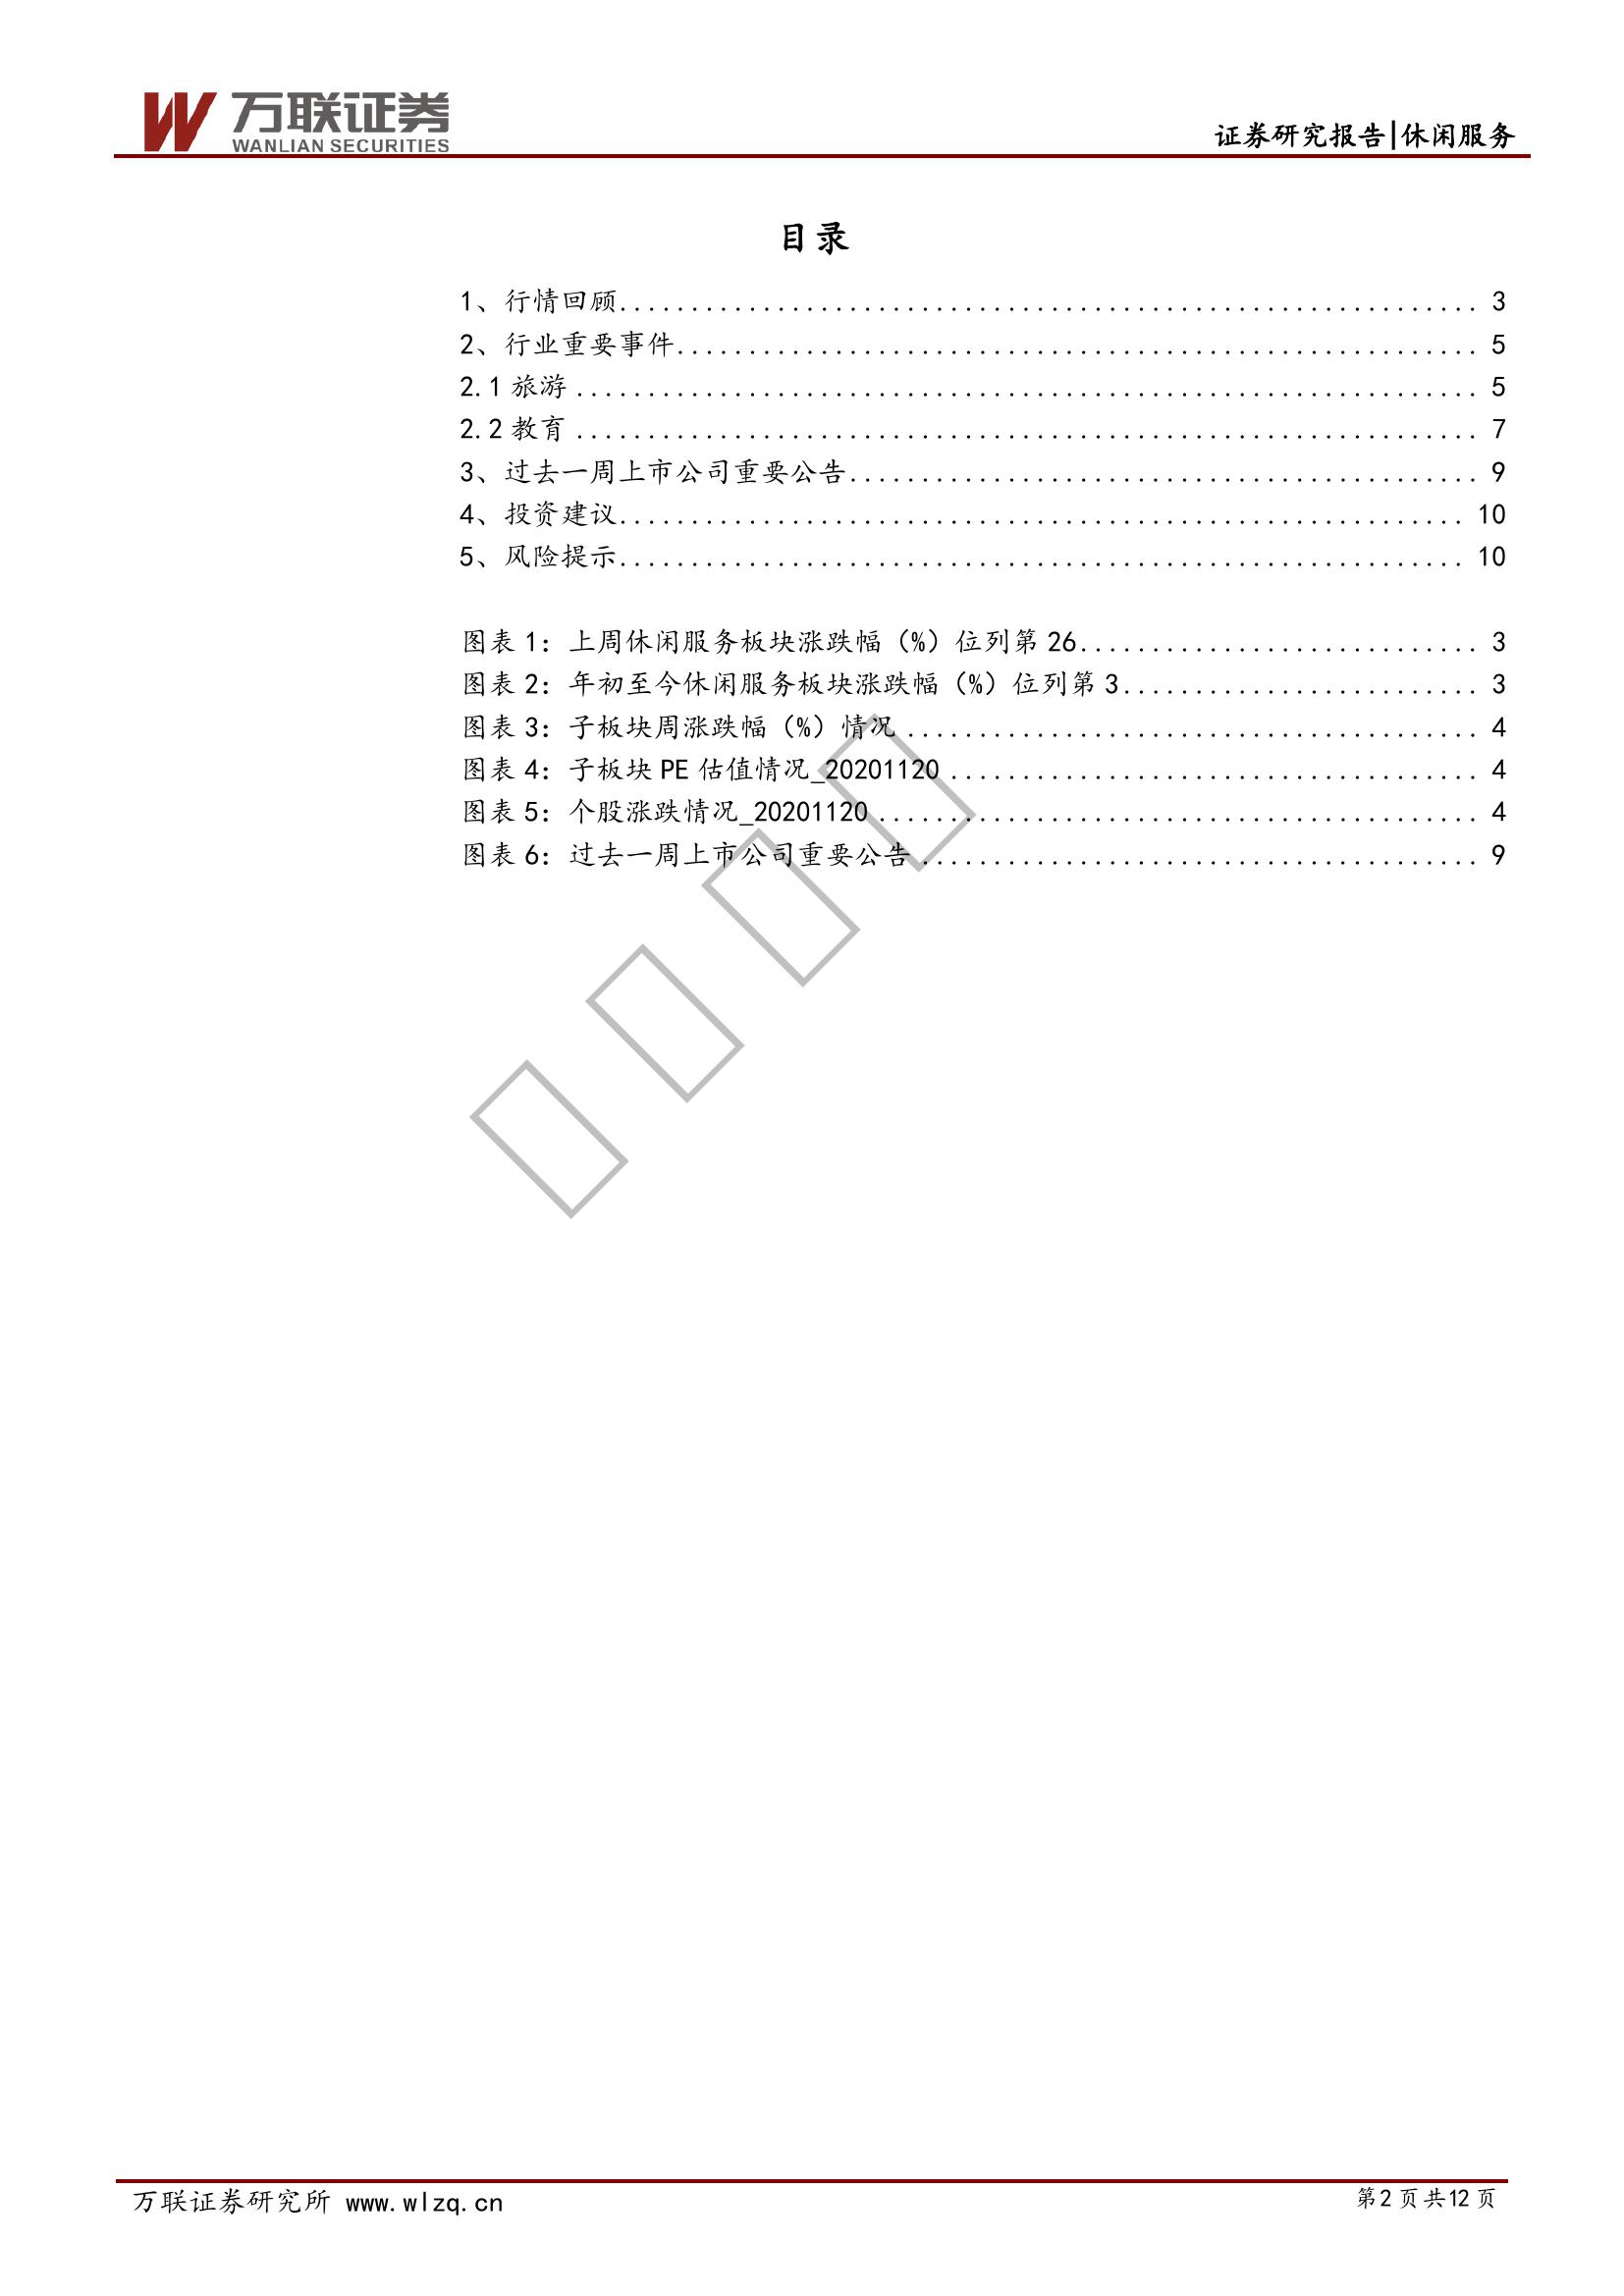 万联证券
WANLIAN SECURITIES
证券研究报告|休闲服务
目录
1、行情回顾............................................................ 3
2、行业重要事件........................................................ 5
2.1 旅游 ............................................................... 5
2.2 教育 ............................................................... 7
3、过去一周上市公司重要公告............................................ 9
4、投资建议........................................................... 10
5、风险提示........................................................... 10
图表 1：上周休闲服务板块涨跌幅（%）位列第 26............................ 3
图表 2：年初至今休闲服务板块涨跌幅（%）位列第 3......................... 3
图表 3：子板块周涨跌幅（%）情况 ........................................ 4
图表 4：子板块 PE 估值情况_20201120 ..................................... 4
图表 5：个股涨跌情况_20201120 .......................................... 4
图表 6：过去一周上市公司重要公告 ....................................... 9
万联证券研究所 www.wlzq.cn
第2 页 共12 页